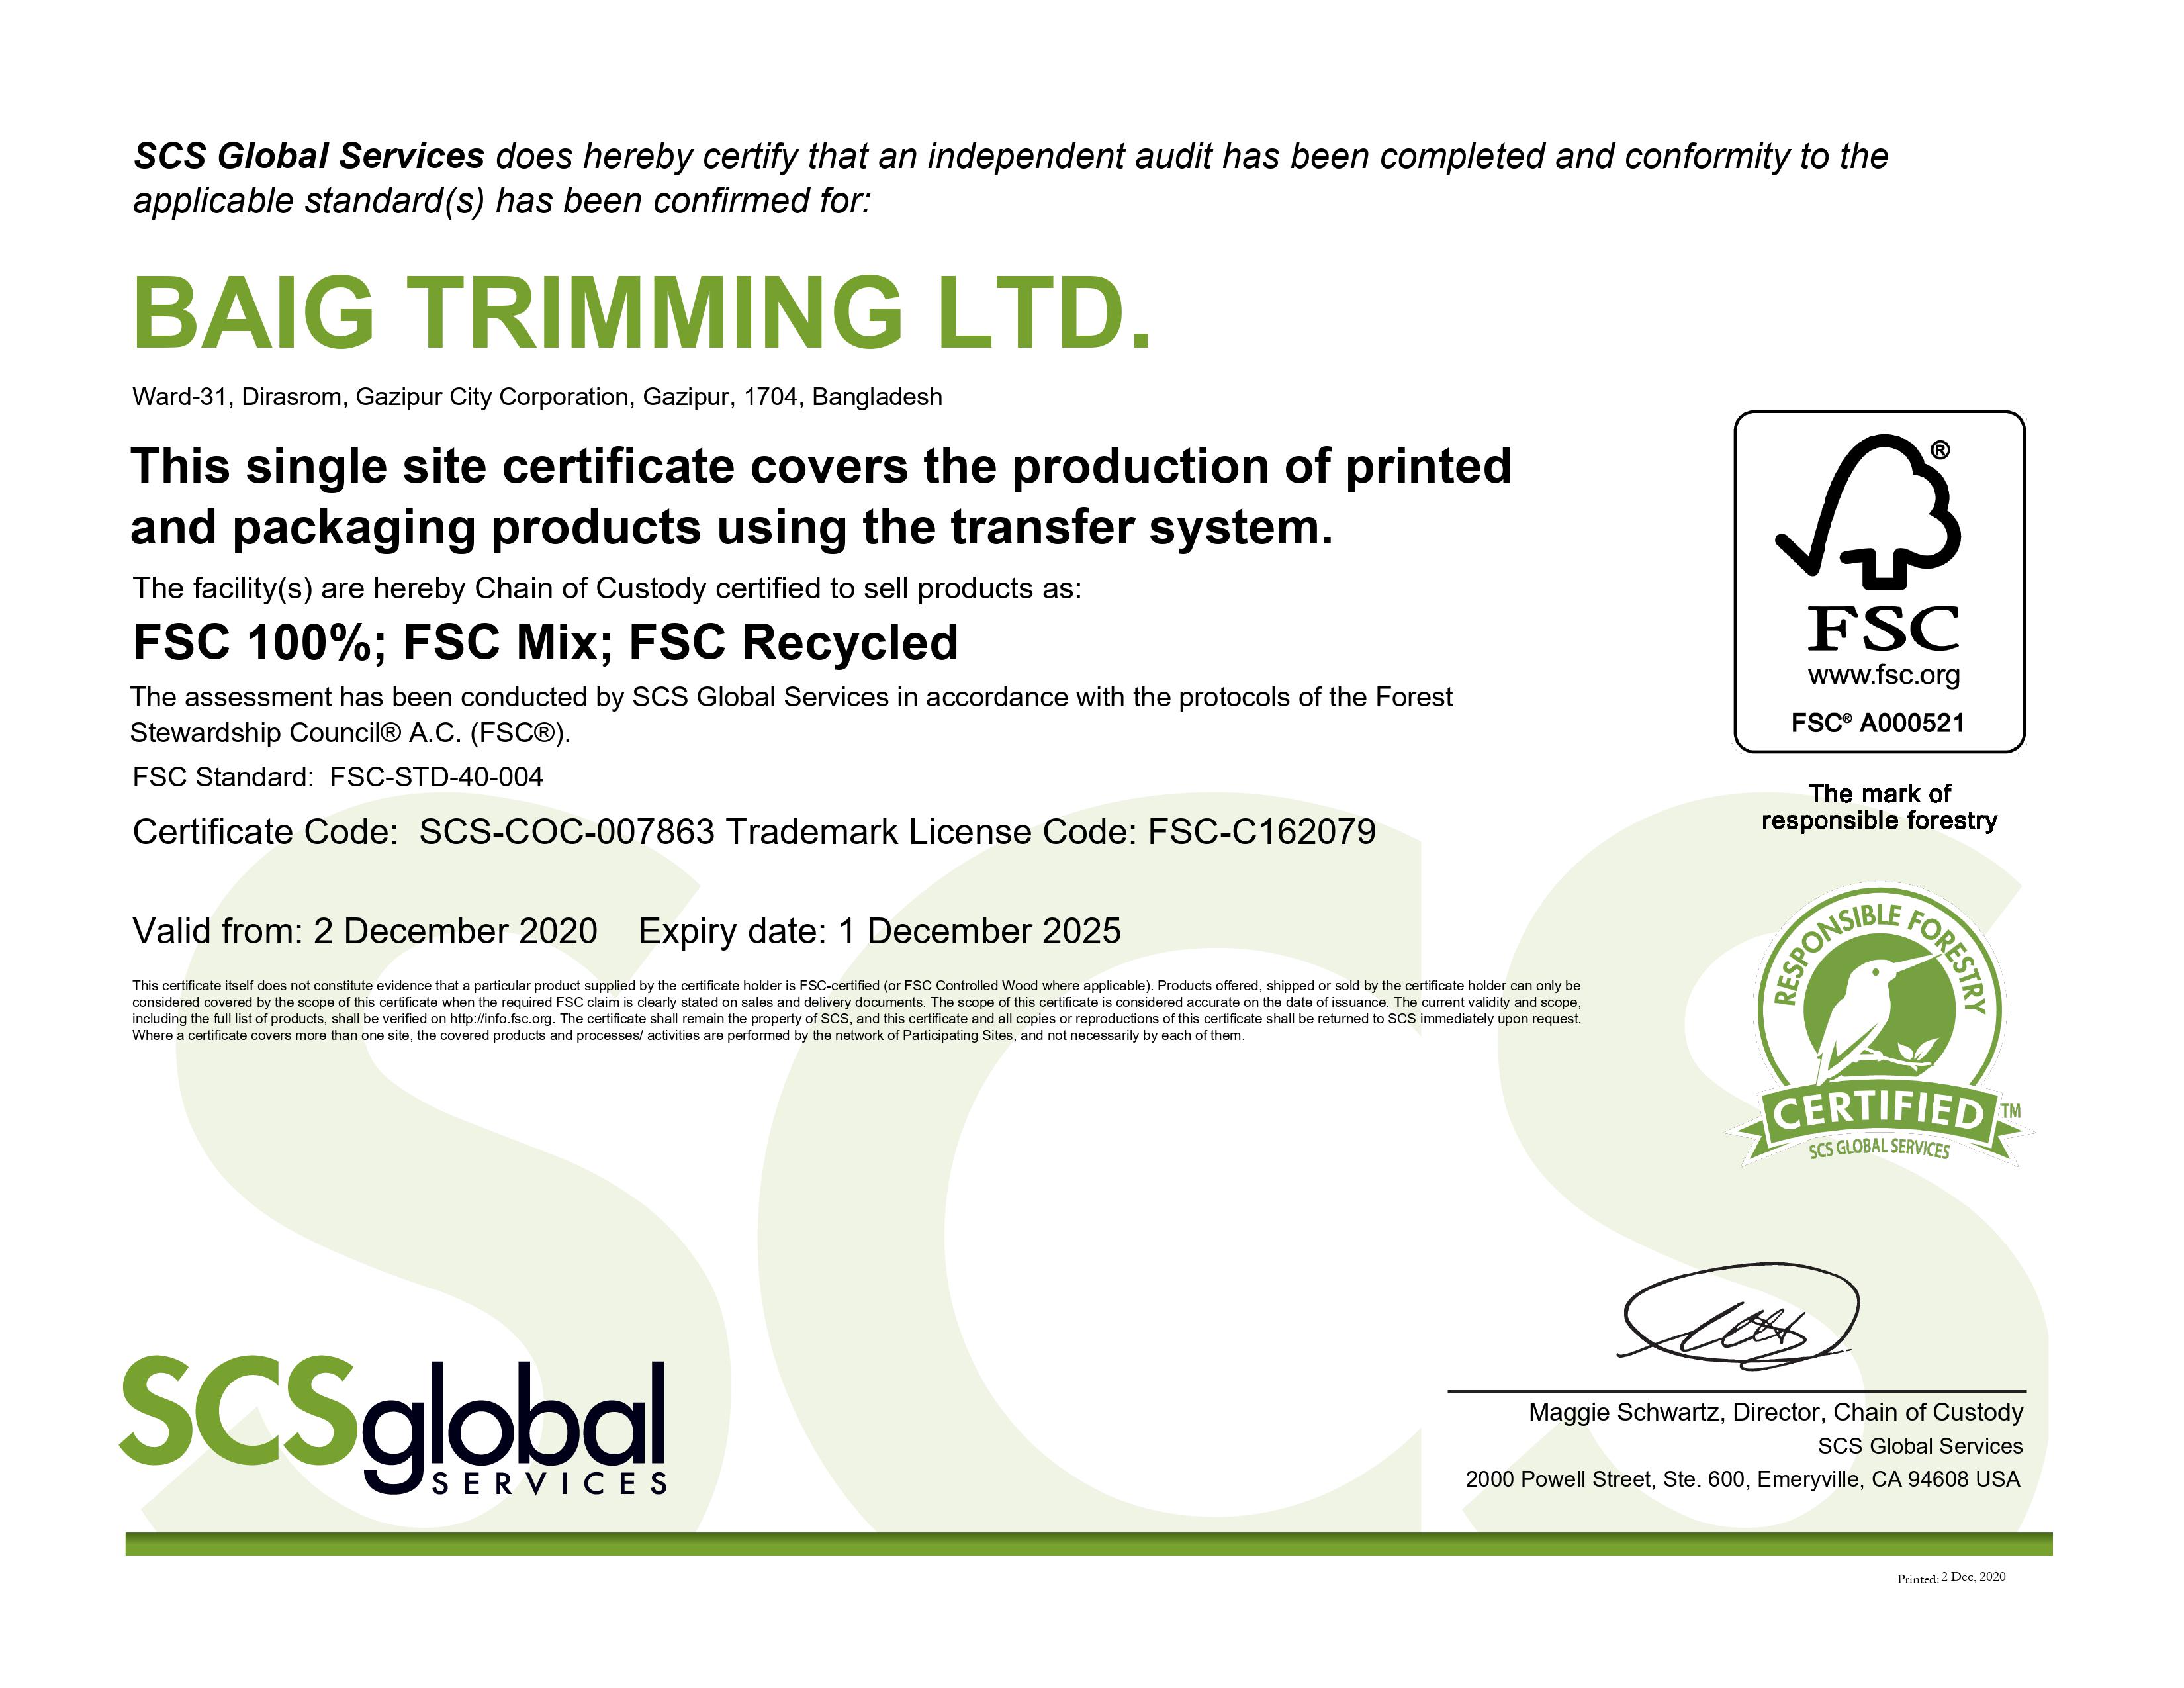 SCS Global Services does hereby certify that an independent audit has been completed and conformity to the
applicable standard(s) has been confirmed for:
BAIG TRIMMING LTD.
Ward-31, Dirasrom, Gazipur City Corporation, Gazipur, 1704, Bangladesh
This single site certificate covers the production of printed
and packaging products using the transfer system.
The facility(s) are hereby Chain of Custody certified to sell products as:
FSC 100%; FSC Mix; FSC Recycled
The assessment has been conducted by SCS Global Services in accordance with the protocols of the Forest
Stewardship Council® A.C. (FSC®).
FSC Standard: FSC-STD-40-004
Certificate Code: SCS-COC-007863 Trademark License Code: FSC-C162079
Valid from: 2 December 2020 Expiry date: 1 December 2025
This certificate itself does not constitute evidence that a particular product supplied by the certificate holder is FSC-certified (or FSC Controlled Wood where applicable). Products offered, shipped or sold by the certificate holder can only be
considered covered by the scope of this certificate when the required FSC claim is clearly stated on sales and delivery documents. The scope of this certificate is considered accurate on the date of issuance. The current validity and scope,
including the full list of products, shall be verified on http://info.fsc.org. The certificate shall remain the property of SCS, and this certificate and all copies or reproductions of this certificate shall be returned to SCS immediately upon request.
Where a certificate covers more than one site, the covered products and processes/ activities are performed by the network of Participating Sites, and not necessarily by each of them.
®
FSC
www.fsc.org
FSC® A000521
The mark of
responsible forestry
RESPONSIBLE FORESTRY
CERTIFIED TM
SCS GLOBAL SERVICES
SCS
SCSglobal
SERVICES
Maggie Schwartz, Director, Chain of Custody
SCS Global Services
2000 Powell Street, Ste. 600, Emeryville, CA 94608 USA
Printed: 2 Dec, 2020